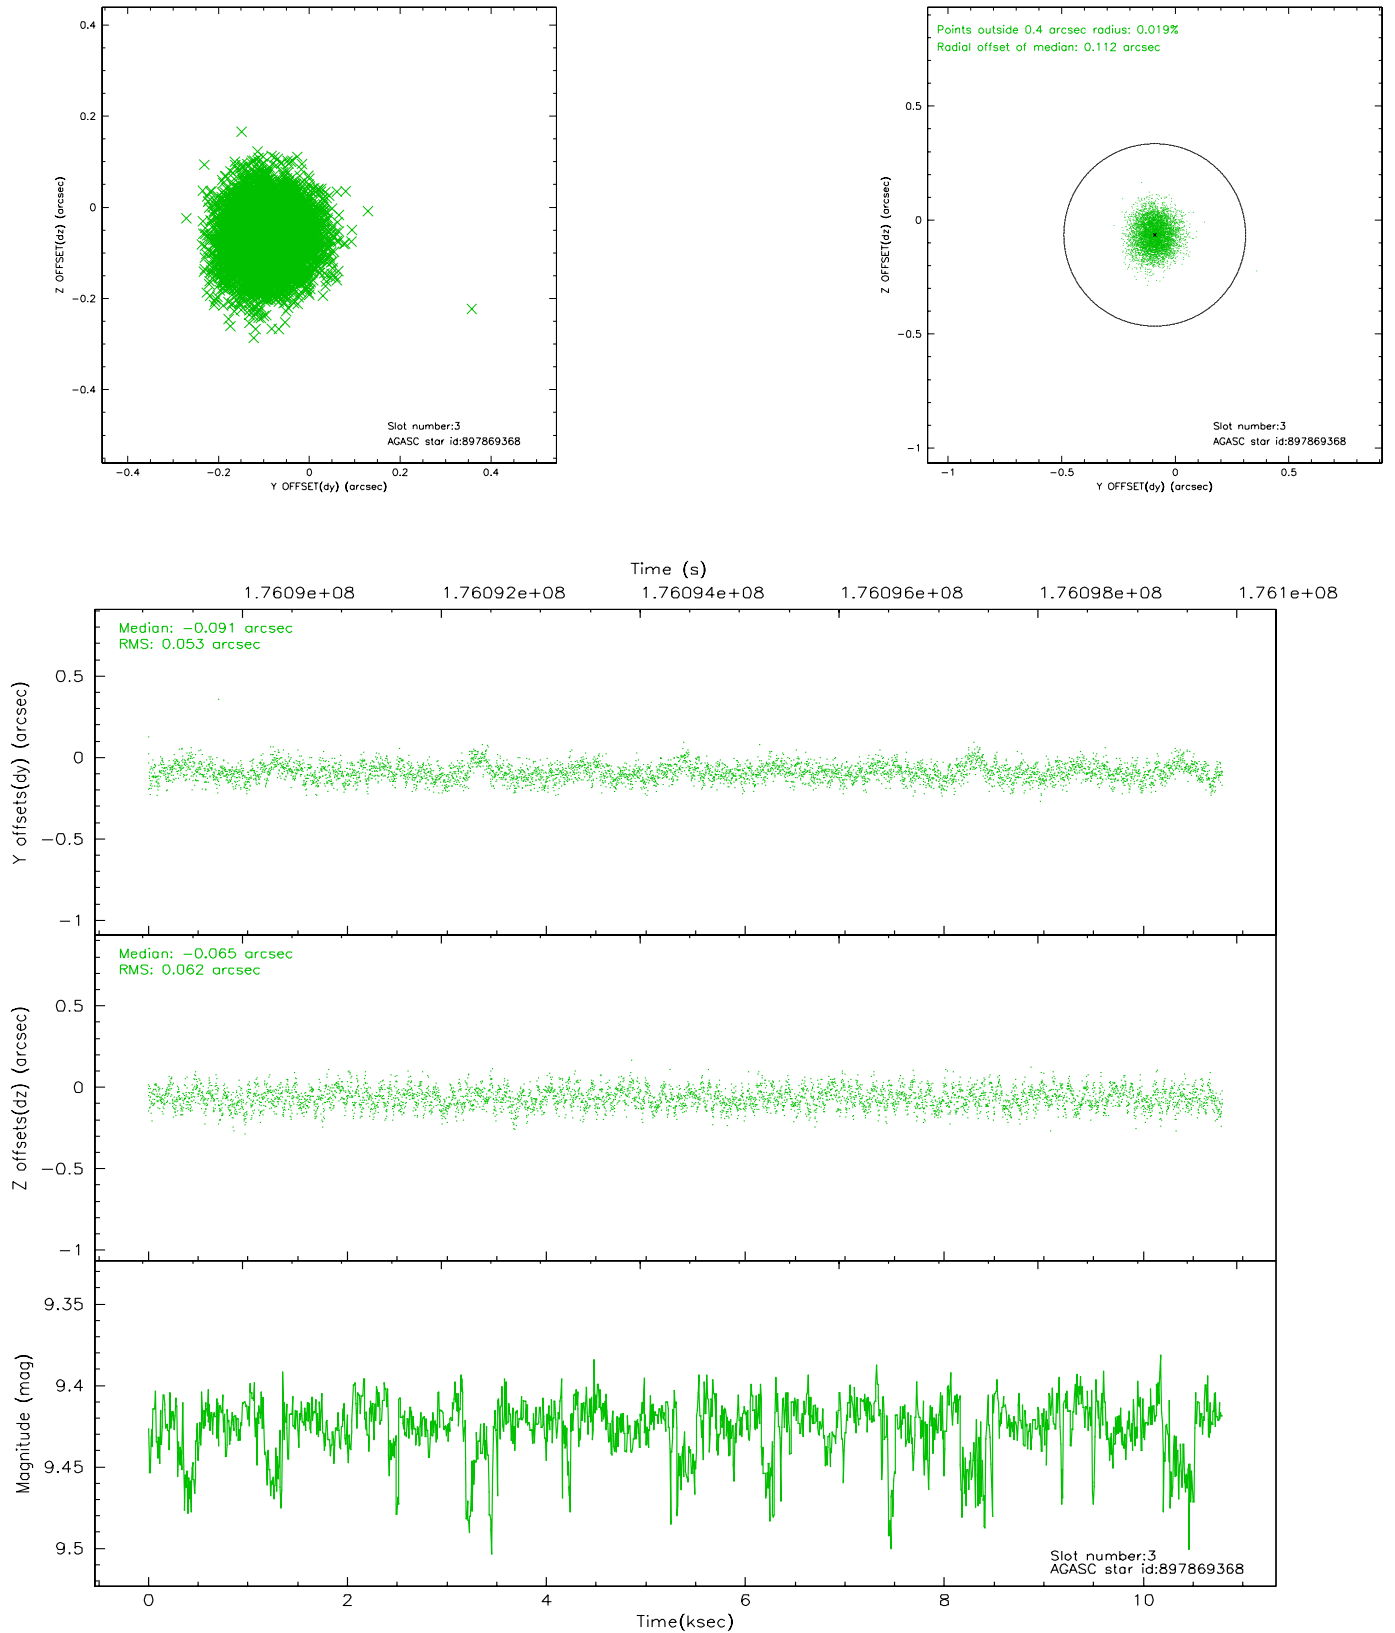 0.4
0.2
0
−0.2
−0.4
Z OFFSET(dz) (arcsec)
Slot number:3
AGASC star id:897869368
−0.4 −0.2 0 0.2 0.4
Y OFFSET(dy) (arcsec)
Points outside 0.4 arcsec radius: 0.019%
Radial offset of median: 0.112 arcsec
0.5
0
−0.5
−1
Z OFFSET(dz) (arcsec)
Slot number:3
AGASC star id:897869368
−1 −0.5 0 0.5
Y OFFSET(dy) (arcsec)
Time (s)
1.7609e+08 1.76092e+08 1.76094e+08 1.76096e+08 1.76098e+08 1.761e+08
Median: −0.091 arcsec
RMS: 0.053 arcsec
0.5
0
−0.5
−1
Y offsets(dy) (arcsec)
Median: −0.065 arcsec
RMS: 0.062 arcsec
0.5
0
−0.5
−1
Z offsets(dz) (arcsec)
9.35
9.4
9.45
9.5
Magnitude (mag)
Slot number:3
AGASC star id:897869368
0 2 4 6 8 10
Time(ksec)